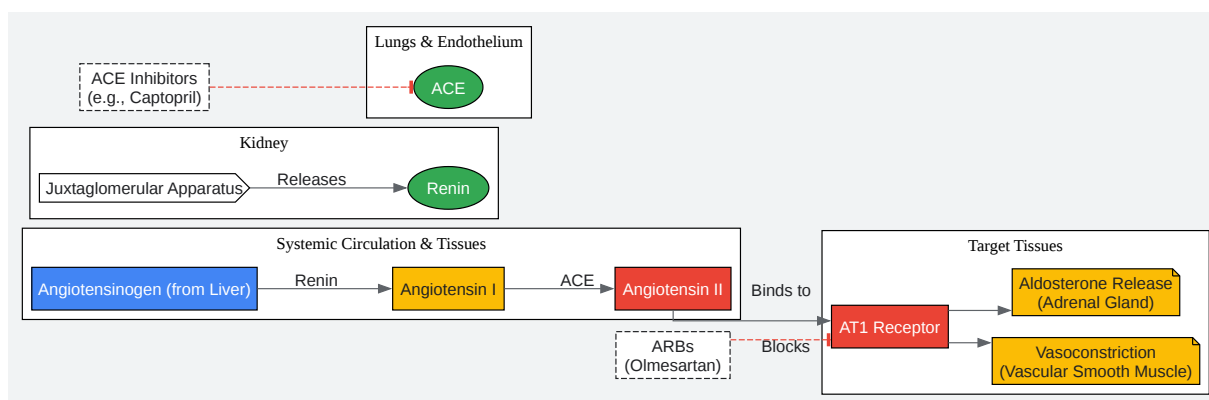 Lungs & Endothelium
ACE Inhibitors
(e.g., Captopril)
ACE
Kidney
Juxtaglomerular Apparatus
Releases
Renin
Systemic Circulation & Tissues
Angiotensinogen (from Liver)
Renin
Angiotensin I
ACE
Angiotensin II
Binds to
Target Tissues
AT1 Receptor
Aldosterone Release
(Adrenal Gland)
ARBs
(Olmesartan)
Blocks
Vasoconstriction
(Vascular Smooth Muscle)